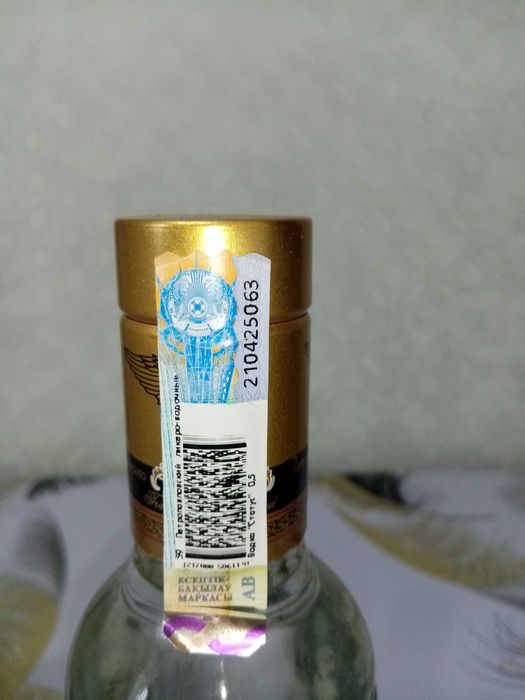 210425063
Петропавловский ликеро-водочный
Водка "Статус" 0,5
ЕСЕПТІК-
БАҚЫЛАУ
МАРКАСЫ
АВ